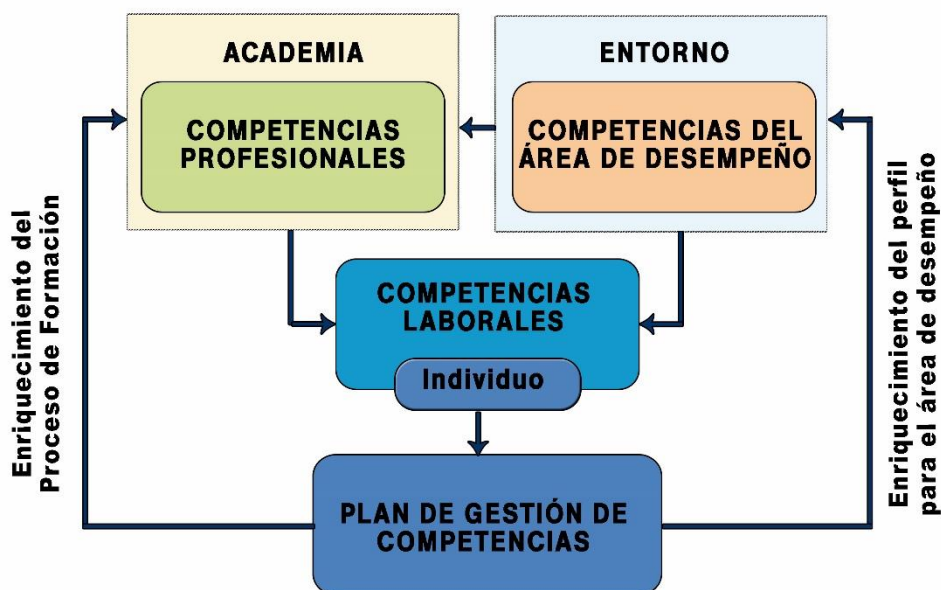 ACADEMIA
COMPETENCIAS
PROFESIONALES
ENTORNO
COMPETENCIAS DEL
ÁREA DE DESEMPEÑO
COMPETENCIAS
LABORALES
Individuo
PLAN DE GESTIÓN DE
COMPETENCIAS
Enriquecimiento del
Proceso de Formación
Enriquecimiento del perfil
para el área de desempeño